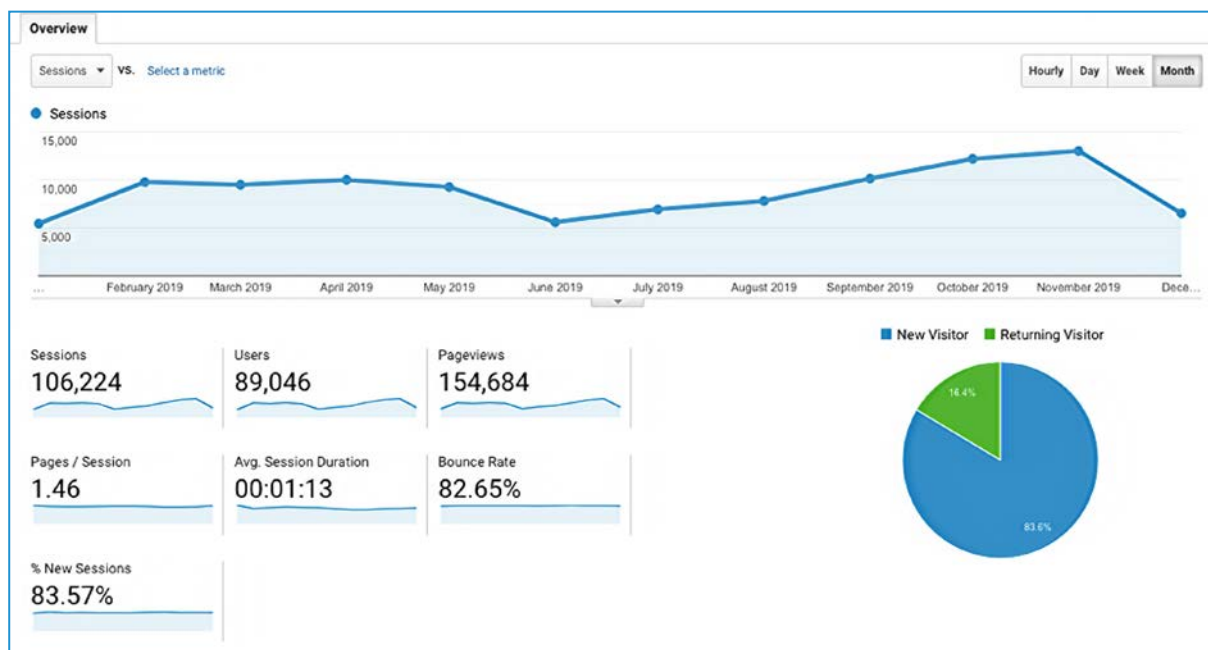 Overview
Sessions VS. Select a metric
Hourly Day Week Month
Sessions
15,000
10,000
5,000
... February 2019 March 2019 April 2019 May 2019 June 2019 July 2019 August 2019 September 2019 October 2019 November 2019 Dece...
New Visitor Returning Visitor
Sessions Users Pageviews
106,224 89,046 154,684
16.4%
Pages / Session Avg. Session Duration Bounce Rate
1.46 00:01:13 82.65%
83.6%
% New Sessions
83.57%